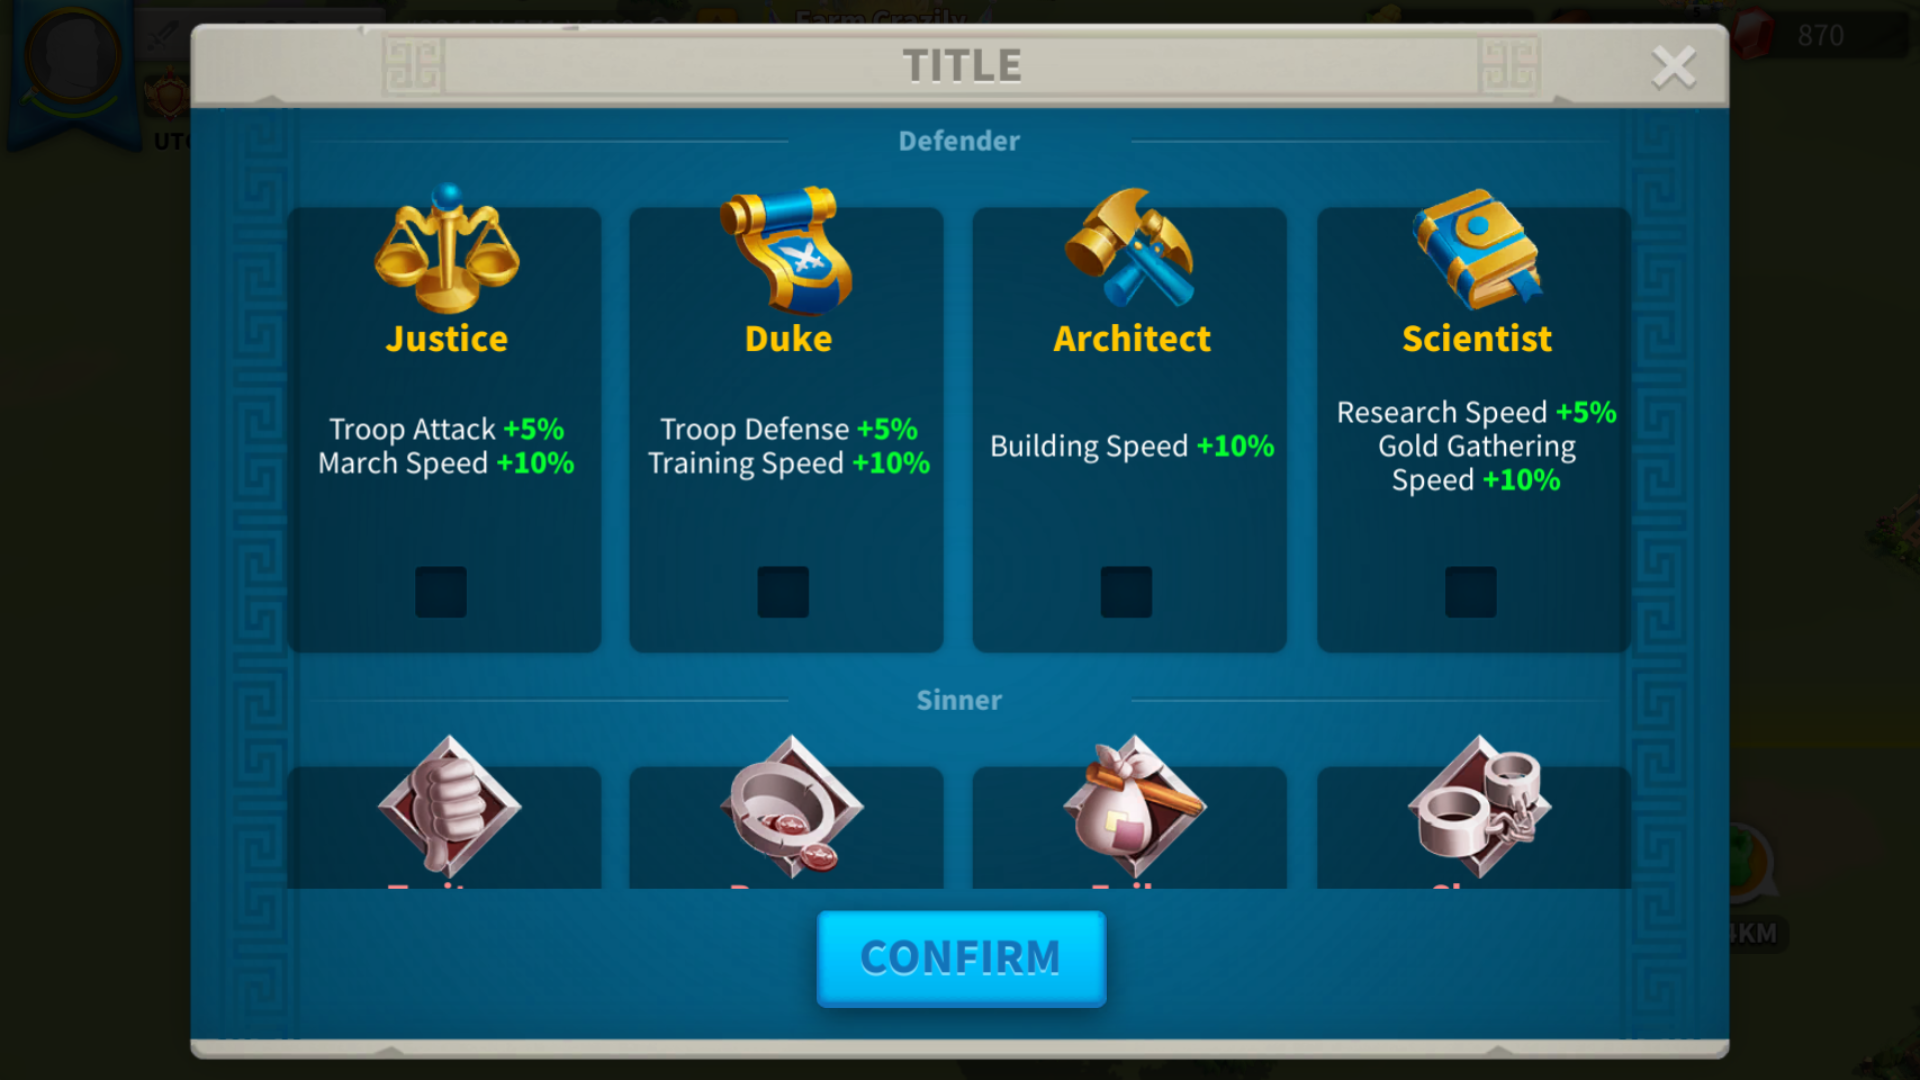 870
TITLE
Defender
Justice
Duke
Architect
Scientist
Troop Attack +5%
March Speed +10%
Troop Defense +5%
Training Speed +10%
Building Speed +10%
Research Speed +5%
Gold Gathering
Speed +10%
Sinner
CONFIRM